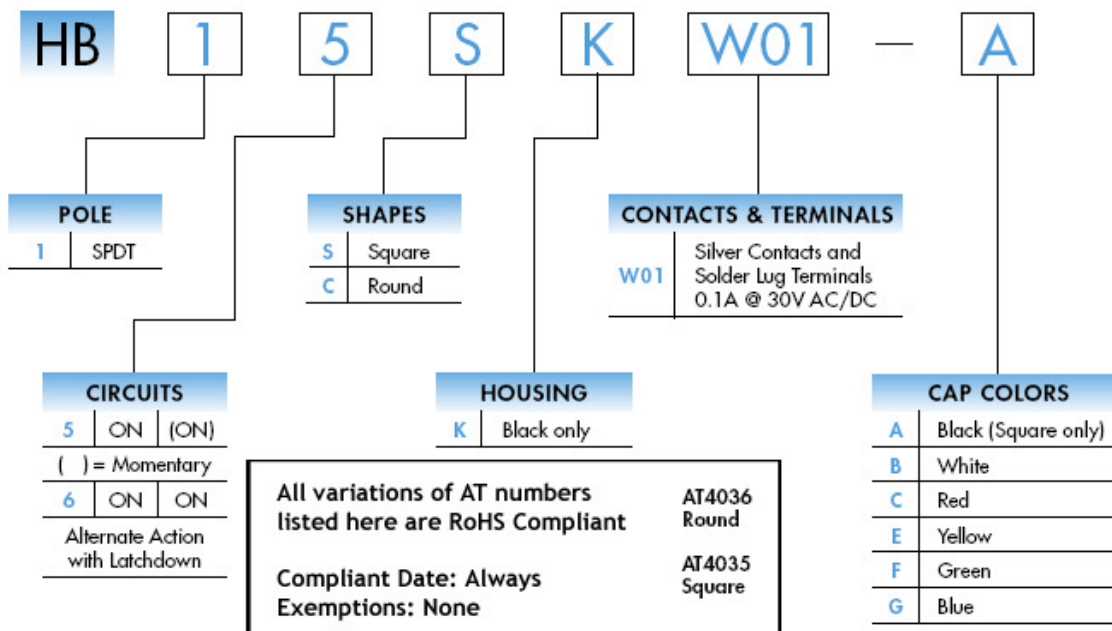 HB 1 5 S K W01 — A
POLE
1 SPDT
SHAPES
S Square
C Round
CONTACTS & TERMINALS
W01 Silver Contacts and
Solder Lug Terminals
0.1A @ 30V AC/DC
CIRCUITS
5 ON (ON)
( ) = Momentary
6 ON ON
Alternate Action
with Latchdown
HOUSING
K Black only
CAP COLORS
A Black (Square only)
B White
C Red
E Yellow
F Green
G Blue
All variations of AT numbers
listed here are RoHS Compliant
Compliant Date: Always
Exemptions: None
AT4036
Round
AT4035
Square